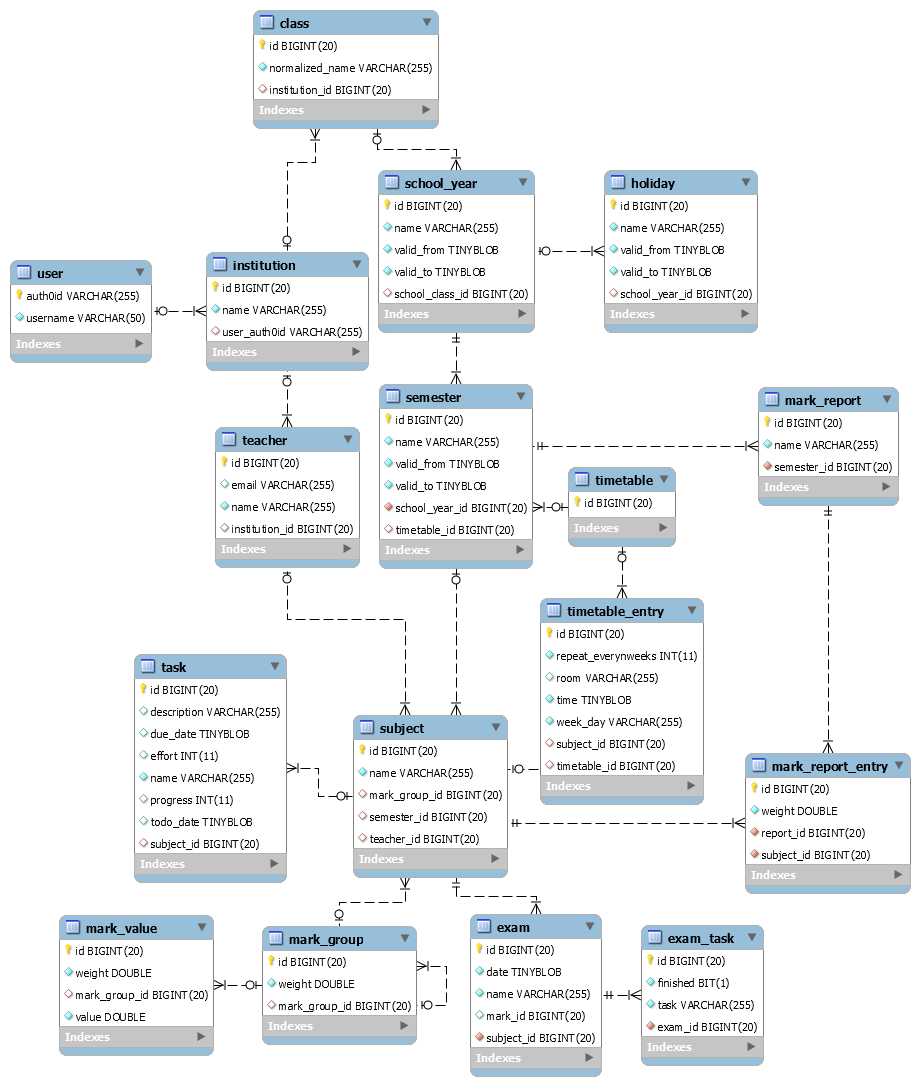 class
id BIGINT(20)
normalized_name VARCHAR(255)
institution_id BIGINT(20)
Indexes
school_year
id BIGINT(20)
name VARCHAR(255)
valid_from TINYBLOB
valid_to TINYBLOB
school_class_id BIGINT(20)
Indexes
holiday
id BIGINT(20)
name VARCHAR(255)
valid_from TINYBLOB
valid_to TINYBLOB
school_year_id BIGINT(20)
Indexes
user
auth0id VARCHAR(255)
username VARCHAR(50)
Indexes
institution
id BIGINT(20)
name VARCHAR(255)
user_auth0id VARCHAR(255)
Indexes
teacher
id BIGINT(20)
email VARCHAR(255)
name VARCHAR(255)
institution_id BIGINT(20)
Indexes
semester
id BIGINT(20)
name VARCHAR(255)
valid_from TINYBLOB
valid_to TINYBLOB
school_year_id BIGINT(20)
timetable_id BIGINT(20)
Indexes
timetable
id BIGINT(20)
Indexes
mark_report
id BIGINT(20)
name VARCHAR(255)
semester_id BIGINT(20)
Indexes
timetable_entry
id BIGINT(20)
repeat_everynweeks INT(11)
room VARCHAR(255)
time TINYBLOB
week_day VARCHAR(255)
subject_id BIGINT(20)
timetable_id BIGINT(20)
Indexes
task
id BIGINT(20)
description VARCHAR(255)
due_date TINYBLOB
effort INT(11)
name VARCHAR(255)
progress INT(11)
todo_date TINYBLOB
subject_id BIGINT(20)
Indexes
subject
id BIGINT(20)
name VARCHAR(255)
mark_group_id BIGINT(20)
semester_id BIGINT(20)
teacher_id BIGINT(20)
Indexes
mark_report_entry
id BIGINT(20)
weight DOUBLE
report_id BIGINT(20)
subject_id BIGINT(20)
Indexes
mark_value
id BIGINT(20)
weight DOUBLE
mark_group_id BIGINT(20)
value DOUBLE
Indexes
mark_group
id BIGINT(20)
weight DOUBLE
mark_group_id BIGINT(20)
Indexes
exam
id BIGINT(20)
date TINYBLOB
name VARCHAR(255)
mark_id BIGINT(20)
subject_id BIGINT(20)
Indexes
exam_task
id BIGINT(20)
finished BIT(1)
task VARCHAR(255)
exam_id BIGINT(20)
Indexes